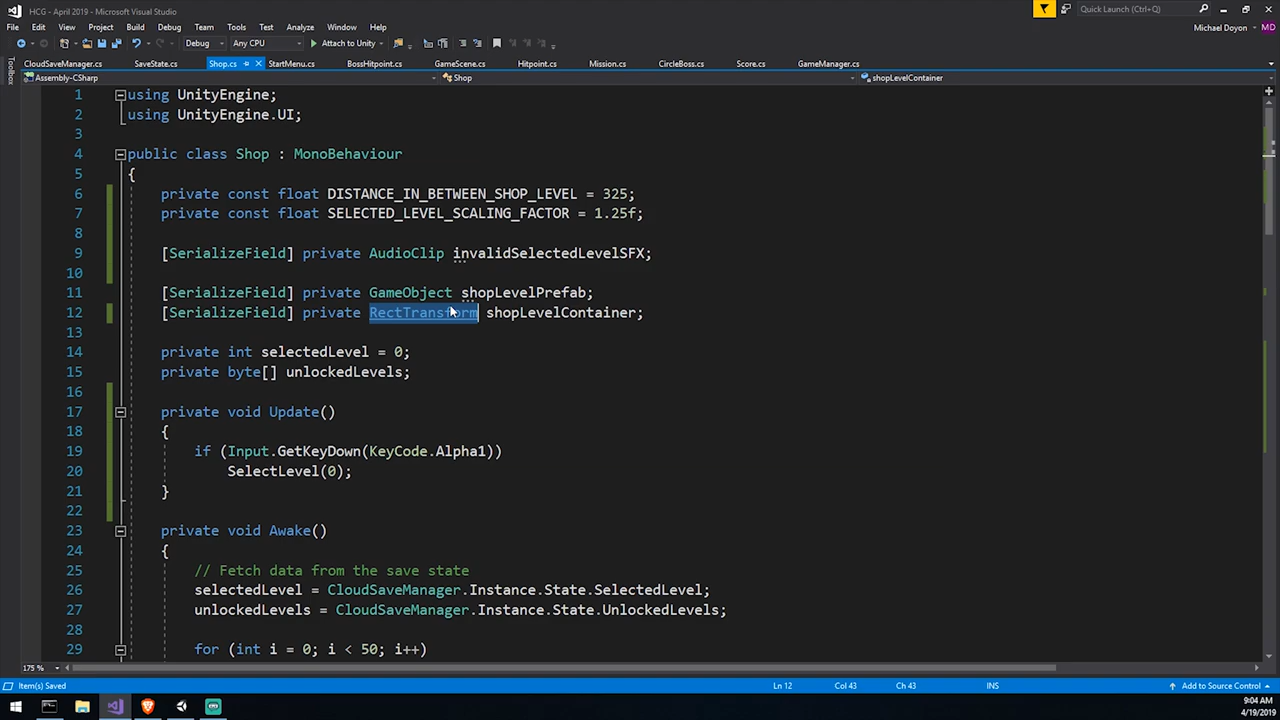 HCG - April 2019 - Microsoft Visual Studio
Quick Launch (Ctrl+Q)
File Edit View Project Build Debug Team Tools Test Analyze Window Help
Michael Doyon MD
Debug Any CPU Attach to Unity
Toolbox
CloudSaveManager.cs SaveState.cs Shop.cs StartMenu.cs BossHitpoint.cs GameScene.cs Hitpoint.cs Mission.cs CircleBoss.cs Score.cs GameManager.cs
Assembly-CSharp Shop shopLevelContainer
1 using UnityEngine;
2 using UnityEngine.UI;
3
4 public class Shop : MonoBehaviour
5 {
6 private const float DISTANCE_IN_BETWEEN_SHOP_LEVEL = 325;
7 private const float SELECTED_LEVEL_SCALING_FACTOR = 1.25f;
8
9 [SerializeField] private AudioClip invalidSelectedLevelSFX;
10
11 [SerializeField] private GameObject shopLevelPrefab;
12 [SerializeField] private RectTransform shopLevelContainer;
13
14 private int selectedLevel = 0;
15 private byte[] unlockedLevels;
16
17 private void Update()
18 {
19 if (Input.GetKeyDown(KeyCode.Alpha1))
20 SelectLevel(0);
21 }
22
23 private void Awake()
24 {
25 // Fetch data from the save state
26 selectedLevel = CloudSaveManager.Instance.State.SelectedLevel;
27 unlockedLevels = CloudSaveManager.Instance.State.UnlockedLevels;
28
29 for (int i = 0; i < 50; i++)
175 %
Item(s) Saved Ln 12 Col 43 Ch 43 INS Add to Source Control
9:04 AM
4/19/2019